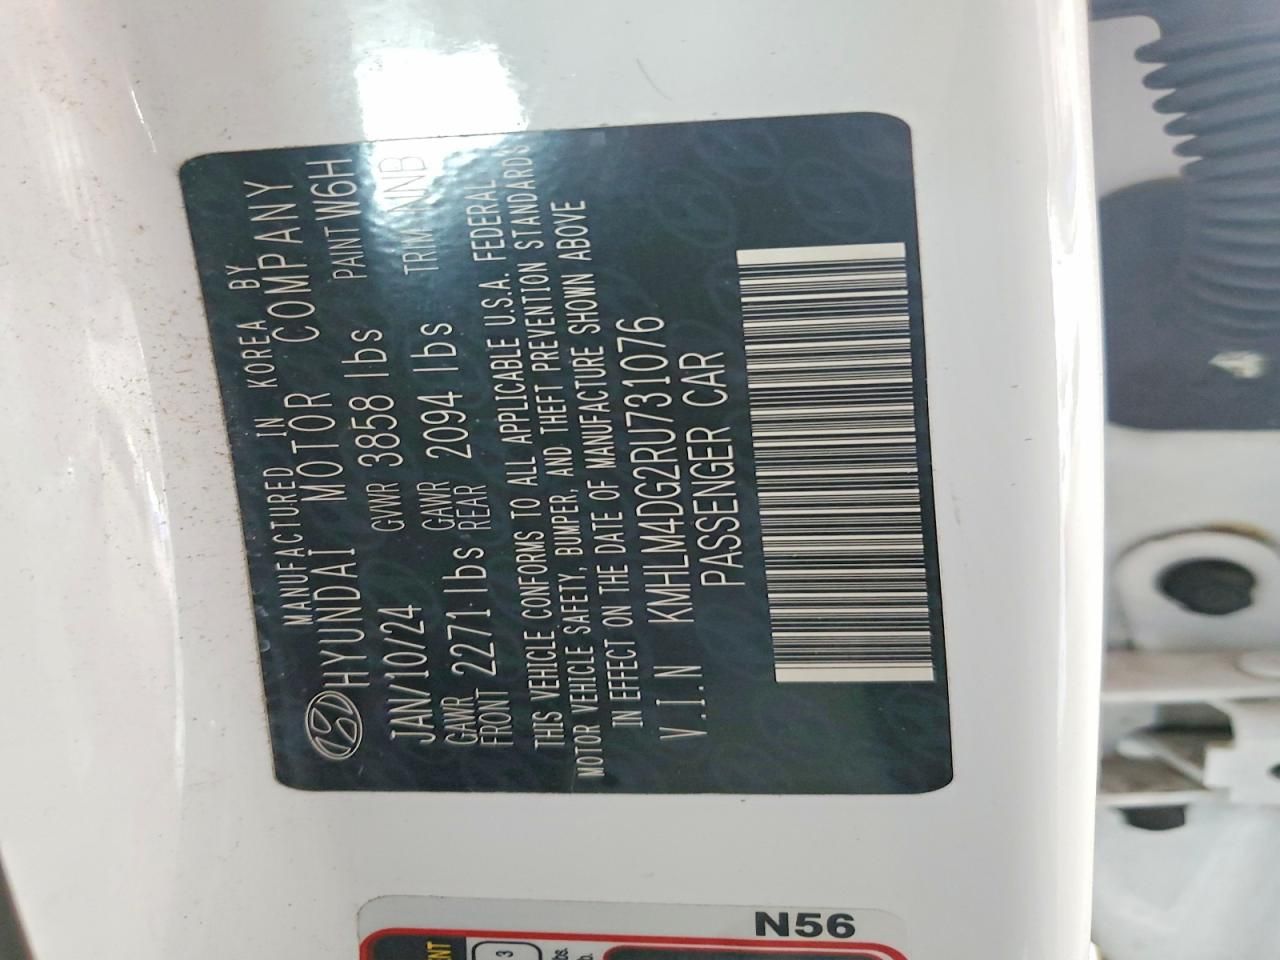 MANUFACTURED IN KOREA BY
HYUNDAI MOTOR COMPANY
JAN/10/24 GVWR 3858 lbs PAINT W6H
GAWR FRONT 2271 lbs GAWR REAR 2094 lbs TRIM NNB
THIS VEHICLE CONFORMS TO ALL APPLICABLE U.S.A. FEDERAL
MOTOR VEHICLE SAFETY, BUMPER, AND THEFT PREVENTION STANDARDS
IN EFFECT ON THE DATE OF MANUFACTURE SHOWN ABOVE
V.I.N KMHLM4DG2RU731076
PASSENGER CAR
N56
3